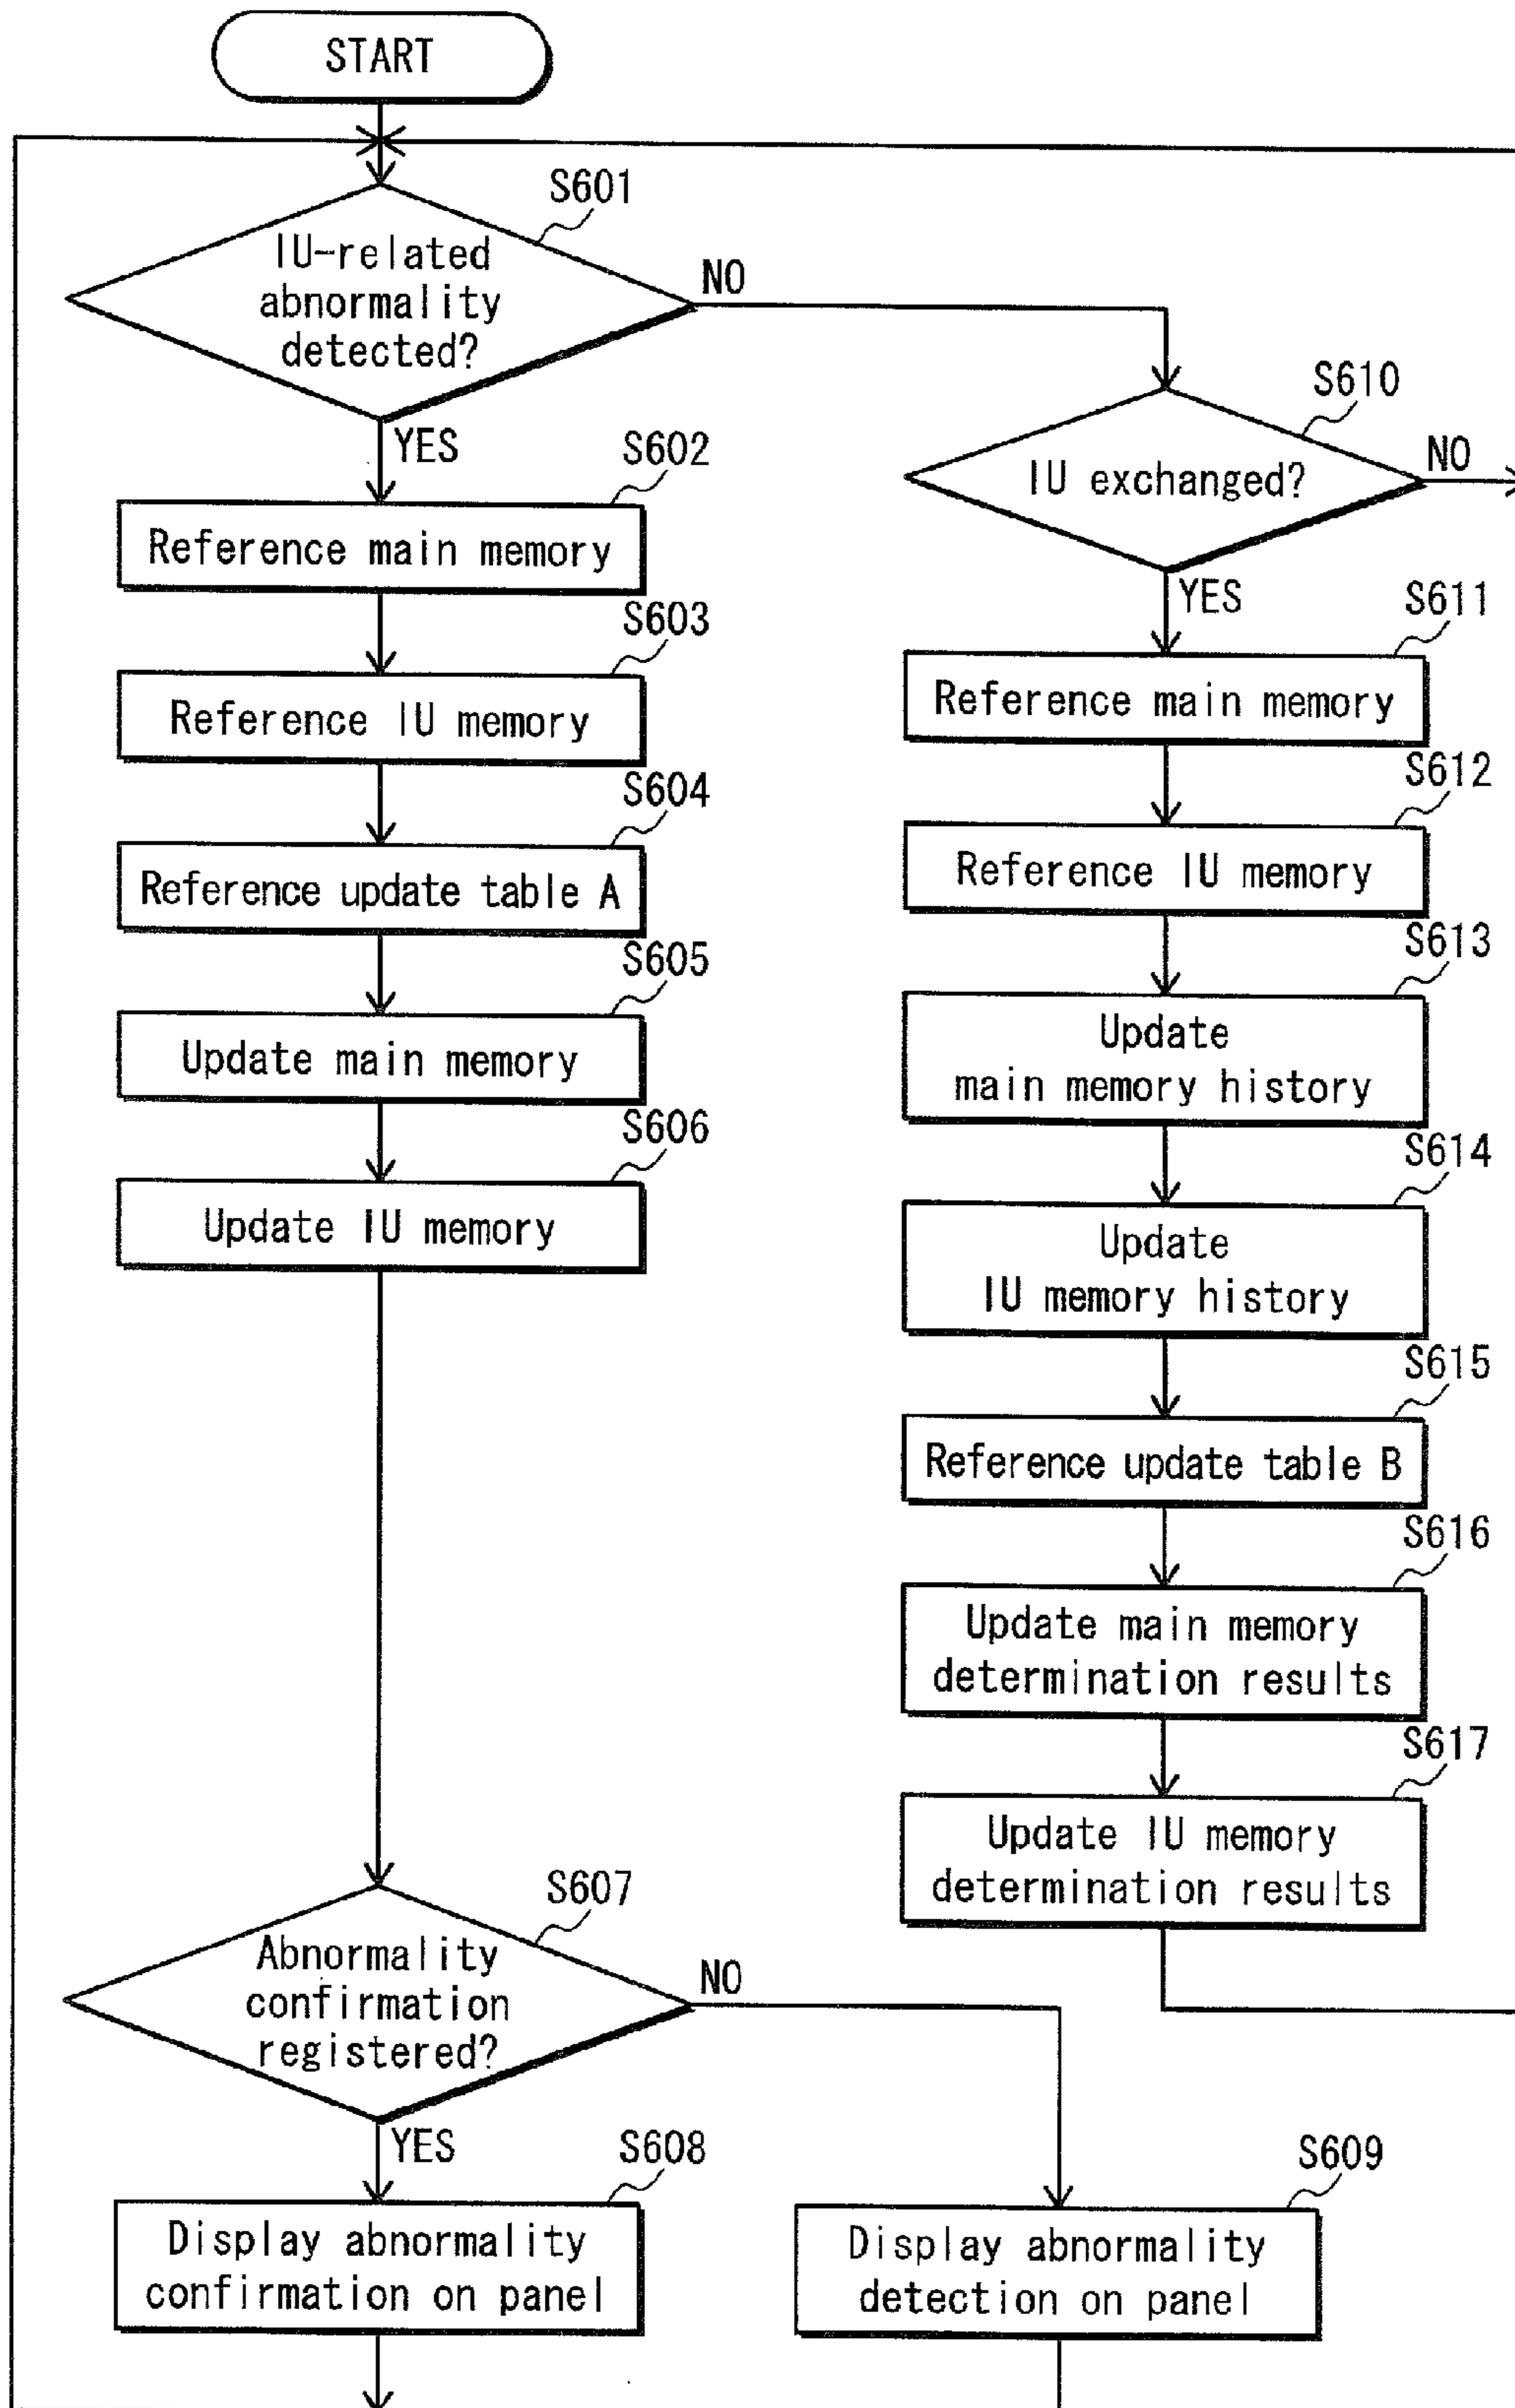 START
S601
IU-related
abnormality
detected?
NO
YES
S602
Reference main memory
S603
Reference IU memory
S604
Reference update table A
S605
Update main memory
S606
Update IU memory
S610
IU exchanged?
NO
YES
S611
Reference main memory
S612
Reference IU memory
S613
Update
main memory history
S614
Update
IU memory history
S615
Reference update table B
S616
Update main memory
determination results
S617
Update IU memory
determination results
S607
Abnormality
confirmation
registered?
NO
YES
S608
Display abnormality
confirmation on panel
S609
Display abnormality
detection on panel